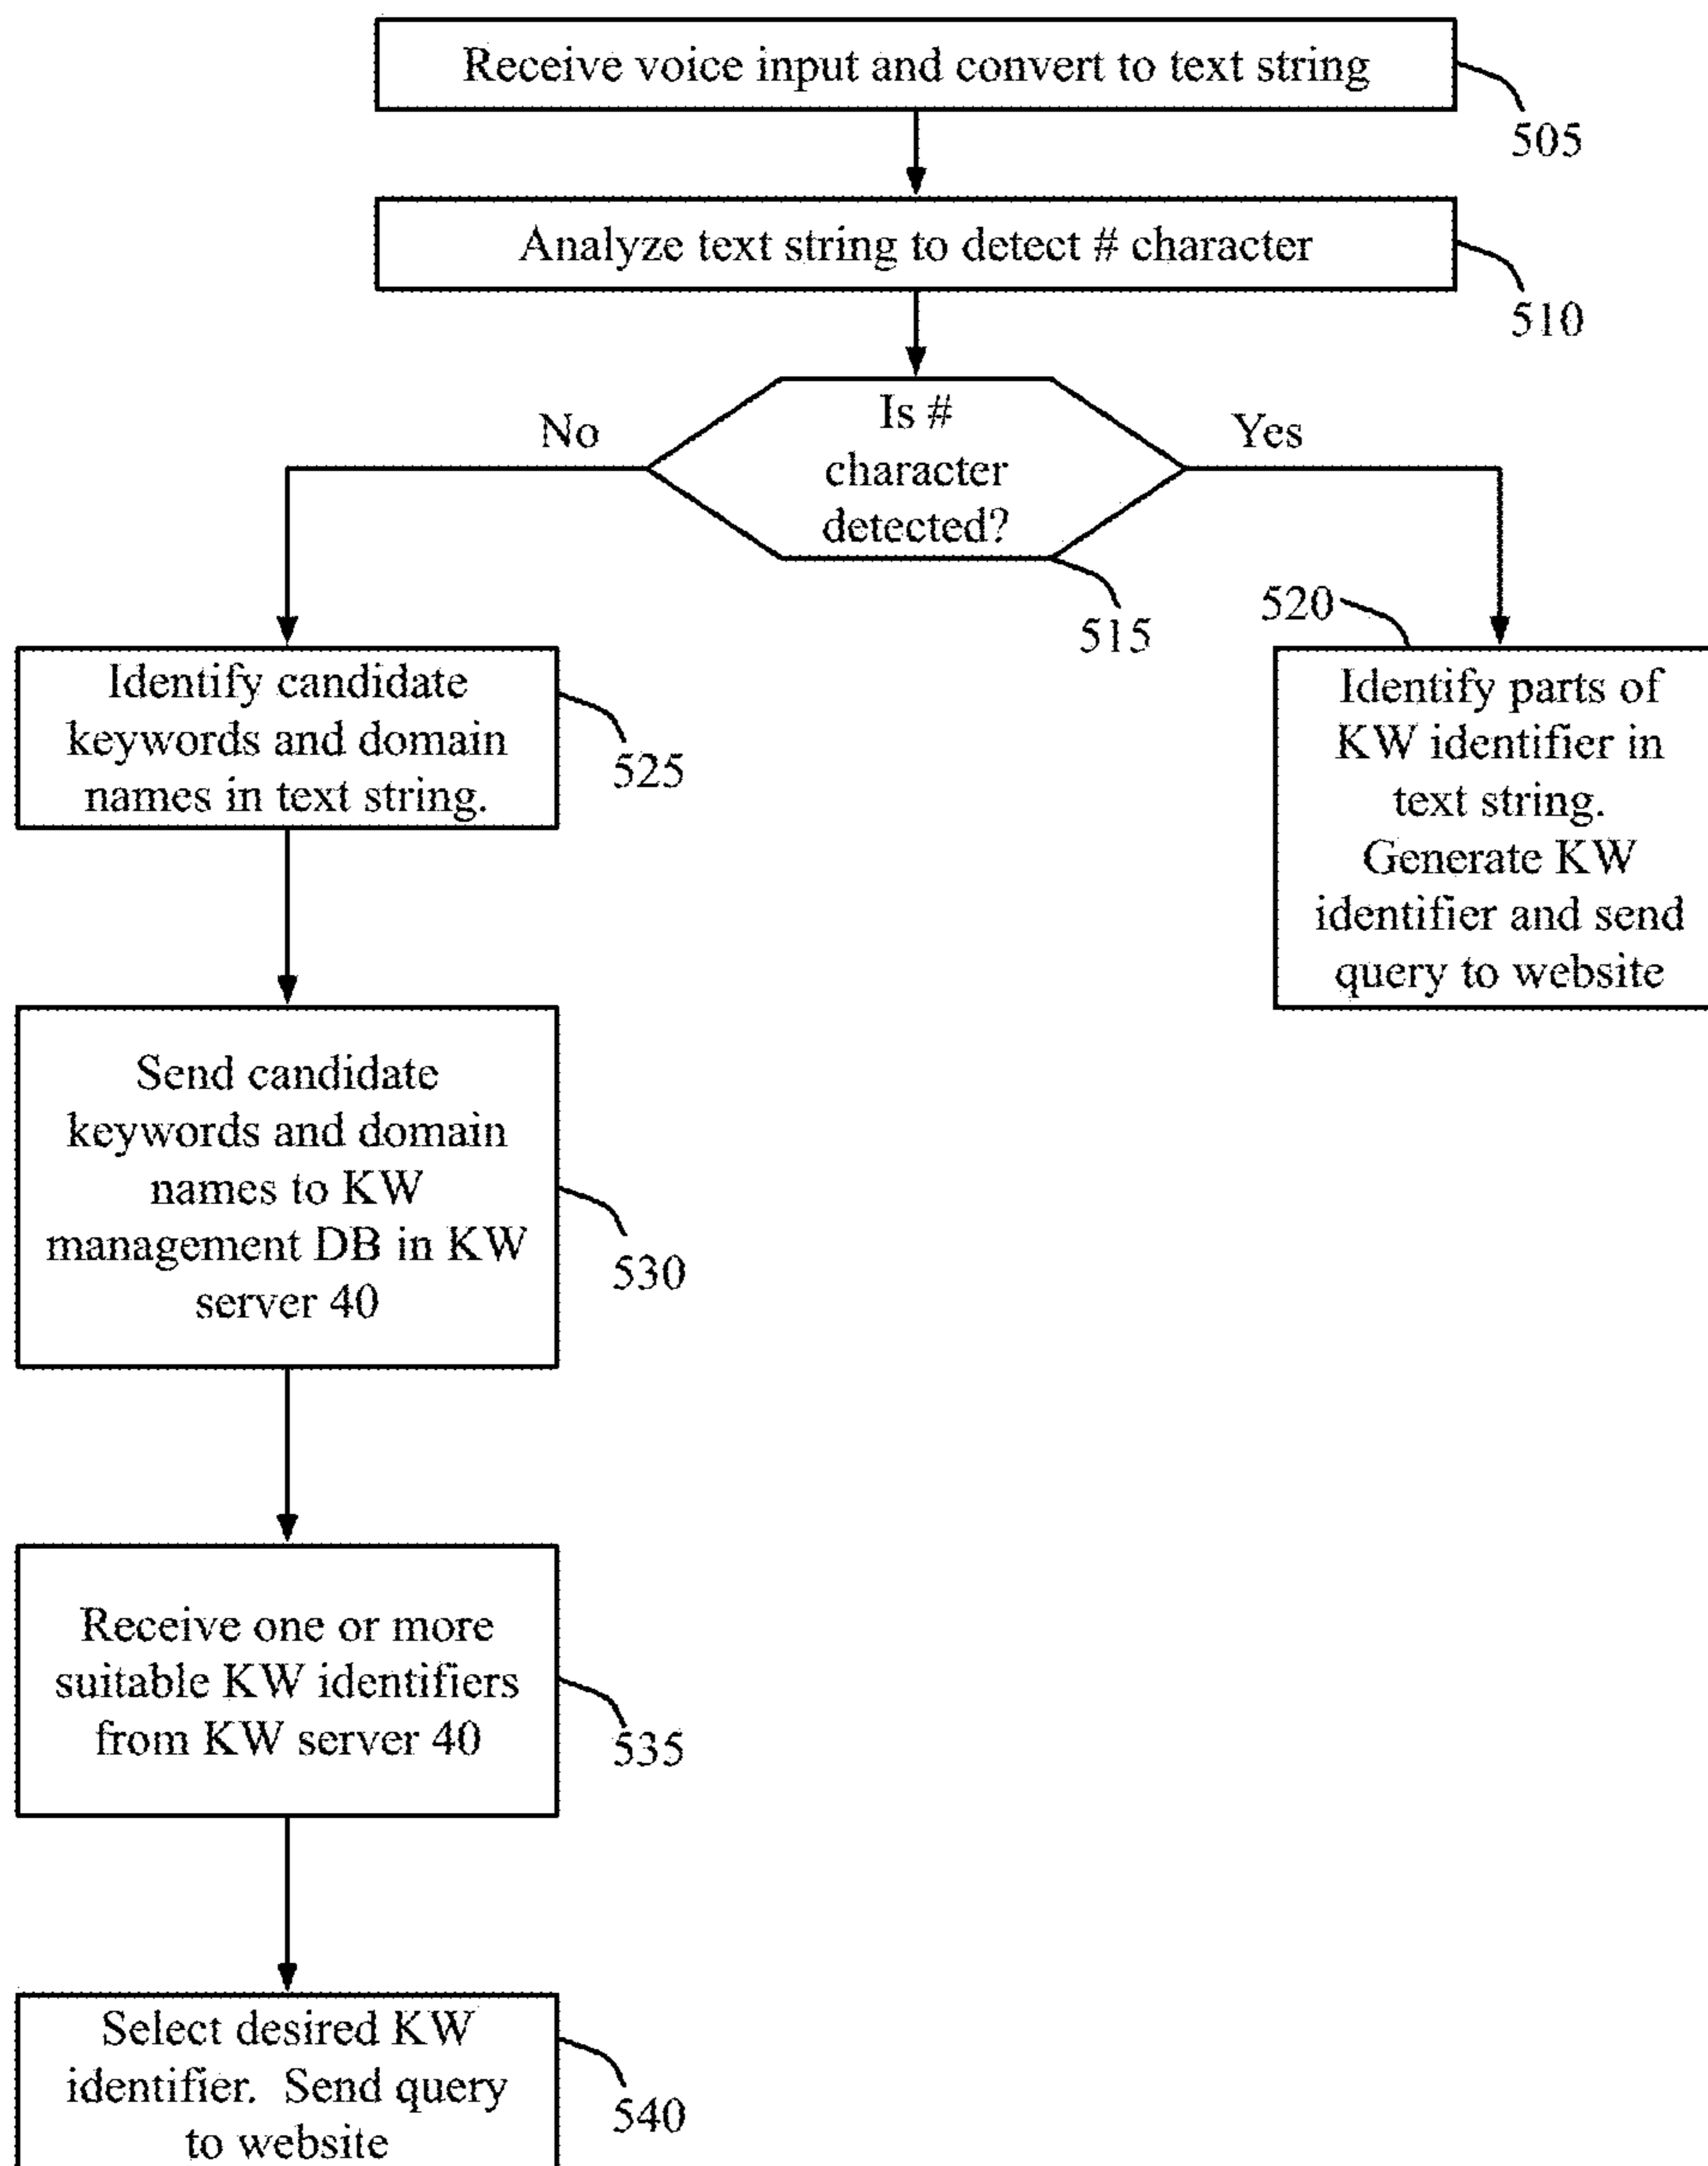 Receive voice input and convert to text string
505
Analyze text string to detect # character
510
Is #
character
detected?
No
Yes
515
520
Identify parts of
KW identifier in
text string.
Generate KW
identifier and send
query to website
Identify candidate
keywords and domain
names in text string.
525
Send candidate
keywords and domain
names to KW
management DB in KW
server 40
530
Receive one or more
suitable KW identifiers
from KW server 40
535
Select desired KW
identifier. Send query
to website
540